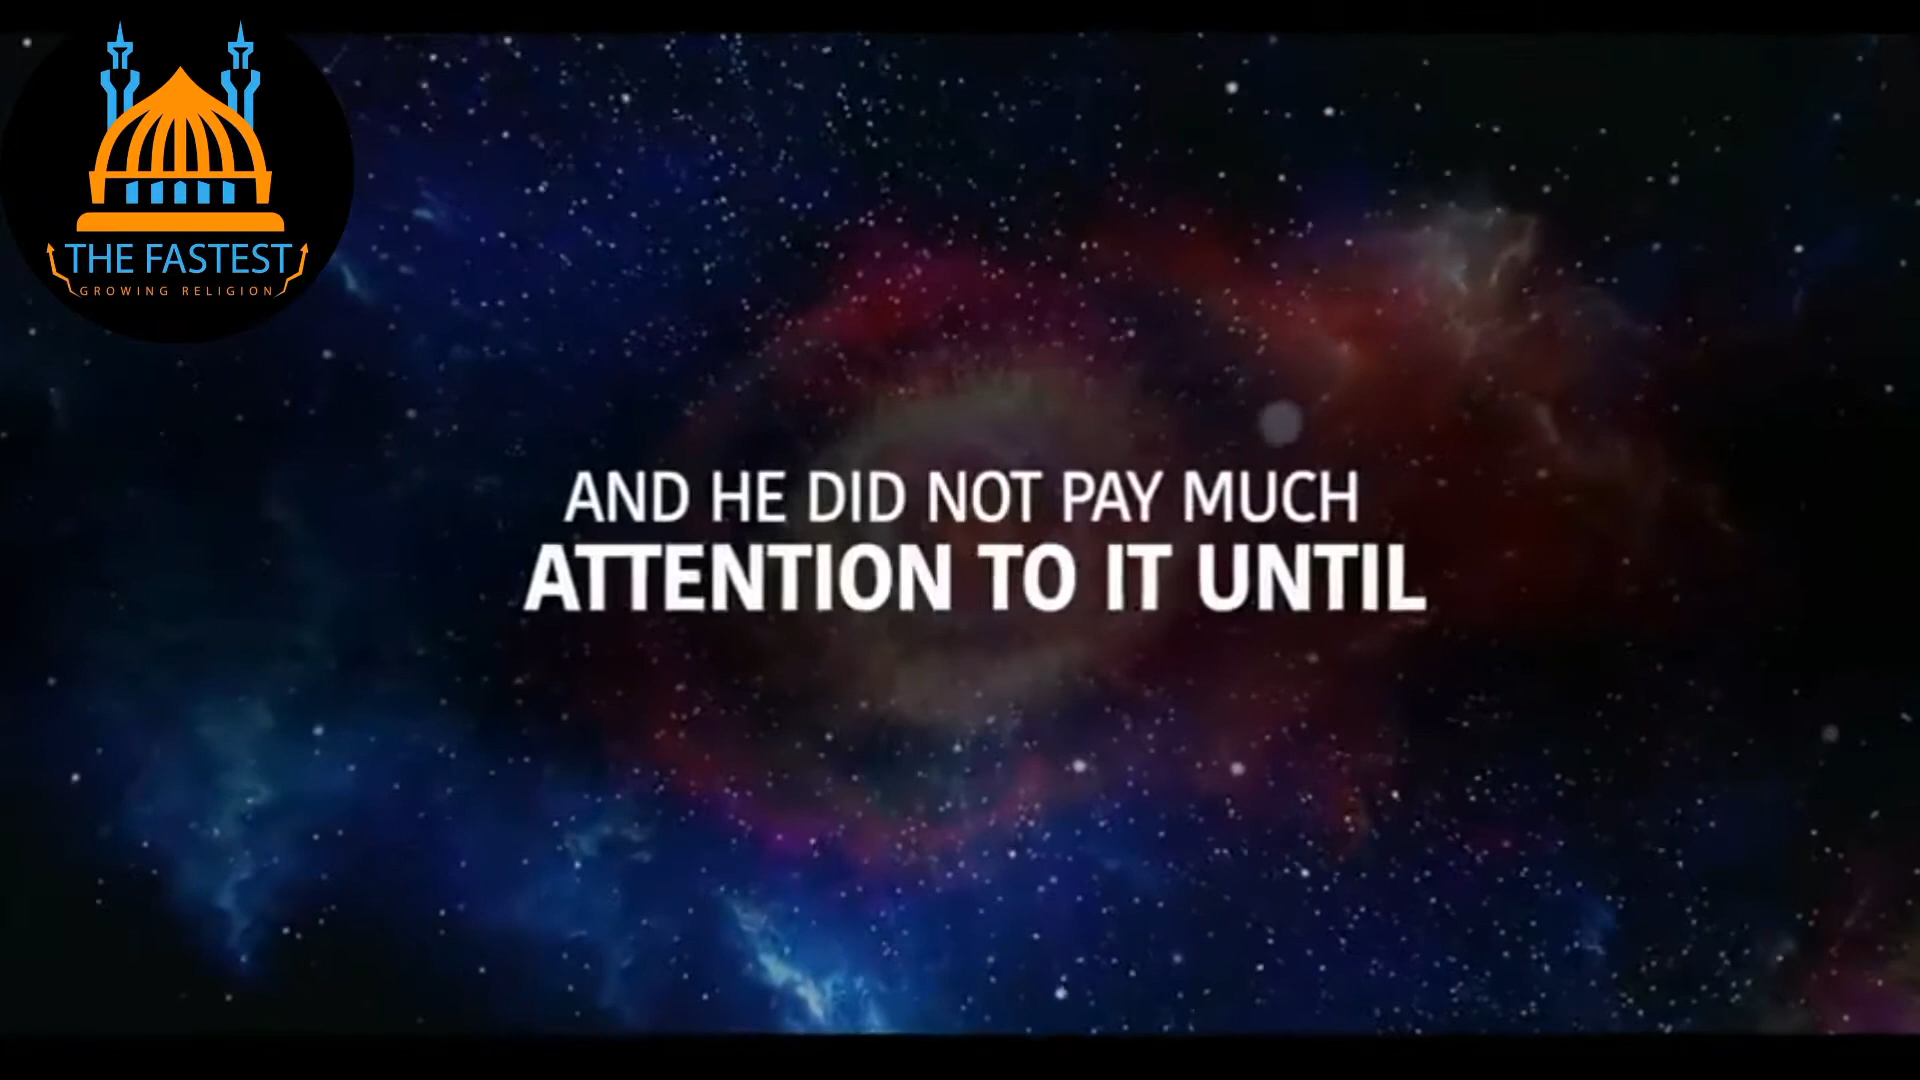 THE FASTEST
GROWING RELIGION
AND HE DID NOT PAY MUCH
ATTENTION TO IT UNTIL